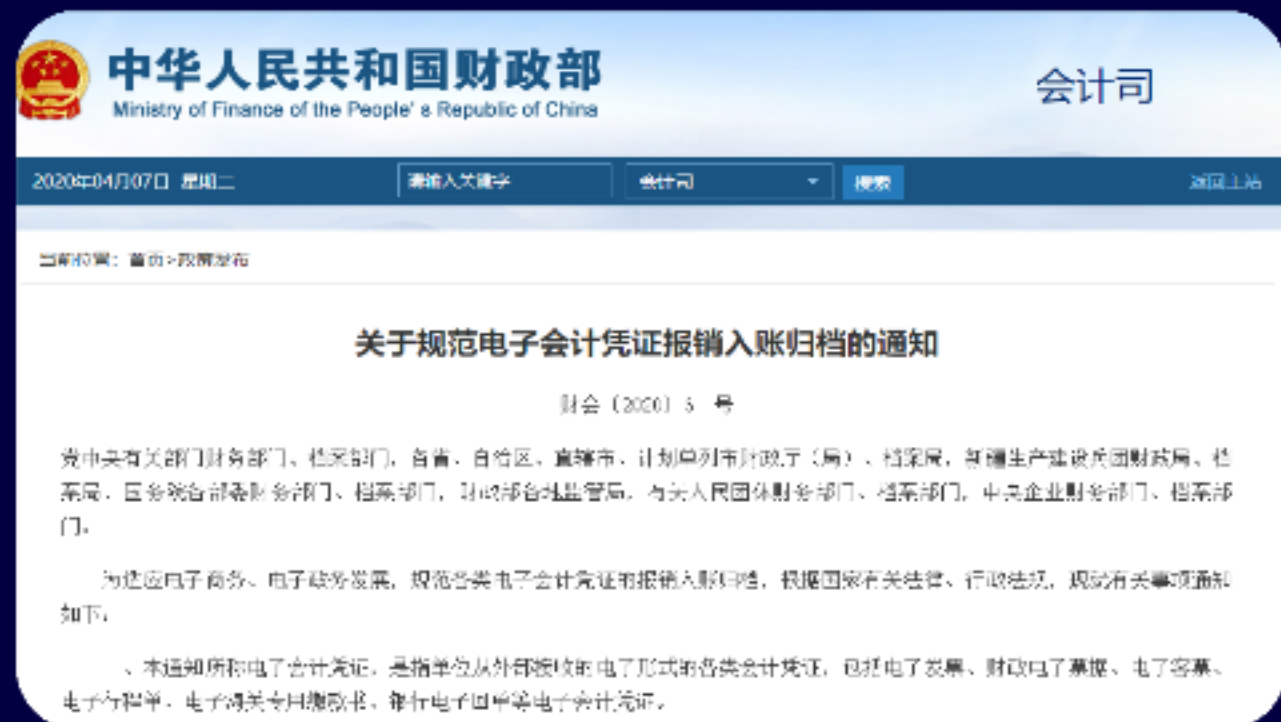 中华人民共和国财政部
Ministry of Finance of the People's Republic of China
会计司
2020年04月07日 星期二
请输入关键字
会计司
搜索
返回主站
当前位置：首页>政策发布
关于规范电子会计凭证报销入账归档的通知
财会〔2020〕6 号
党中央有关部门财务部门、档案部门，各省、自治区、直辖市、计划单列市财政厅（局）、档案局，新疆生产建设兵团财政局、档
案局，国务院各部委财务部门、档案部门，财政部各地监管局，有关人民团体财务部门、档案部门，中央企业财务部门、档案部
门：
为适应电子商务、电子政务发展，规范各类电子会计凭证的报销入账归档，根据国家有关法律、行政法规，现就有关事项通知
如下：
、本通知所称电子会计凭证，是指单位从外部接收的电子形式的各类会计凭证，包括电子发票、财政电子票据、电子客票、
电子行程单、电子海关专用缴款书、银行电子回单等电子会计凭证。